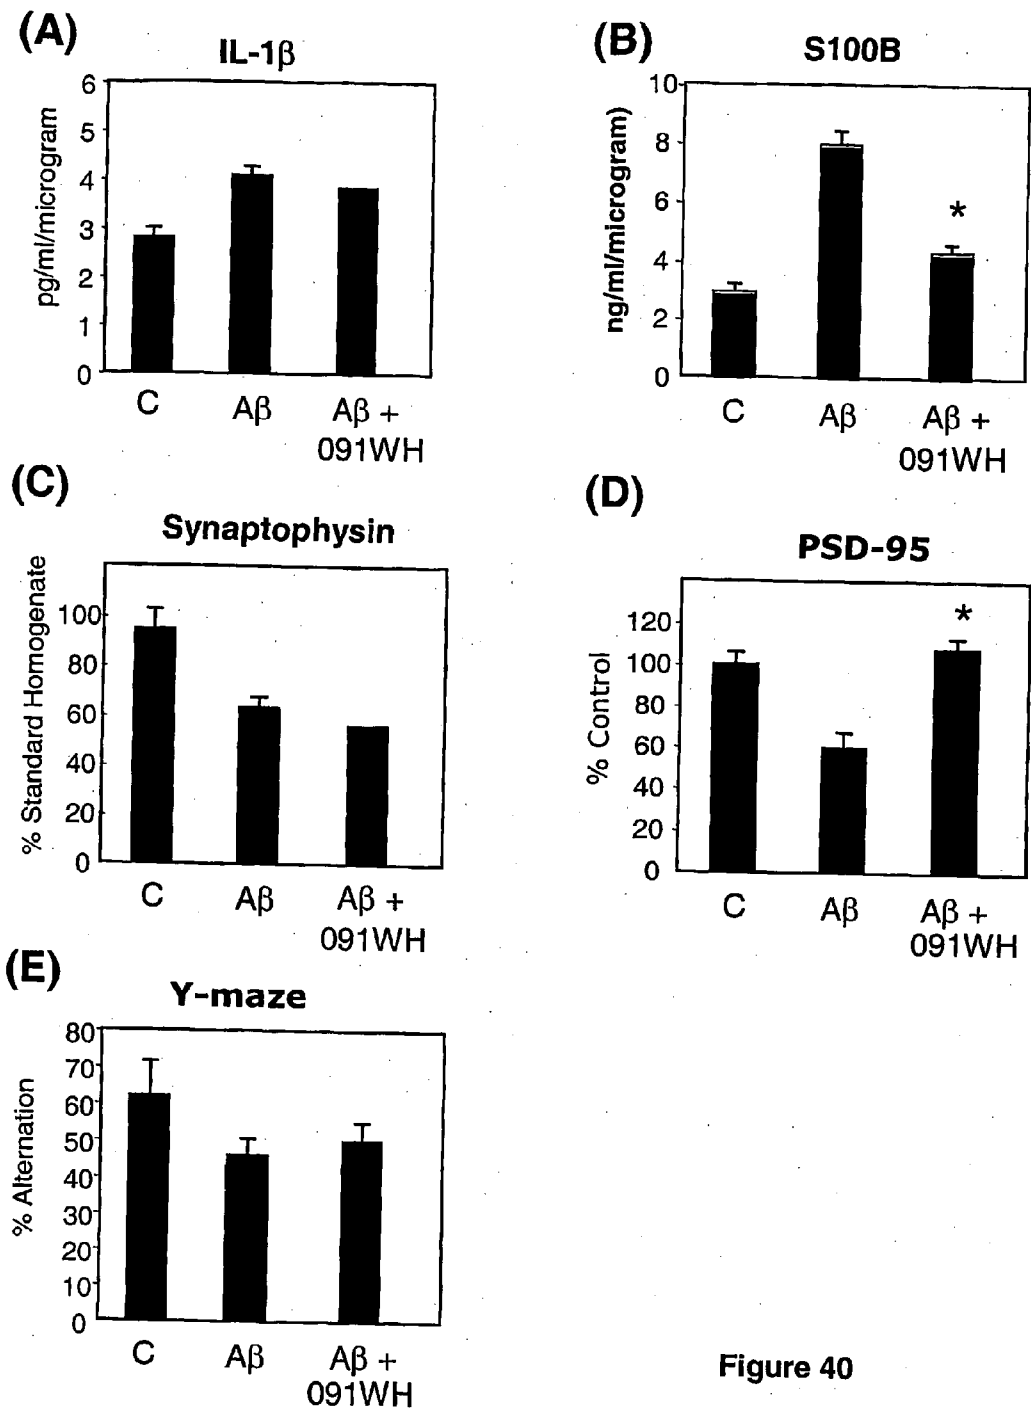 (A)
IL-1β
pg/ml/microgram
6
5
4
3
2
1
0
C
Aβ
Aβ +
091WH
(B)
S100B
ng/ml/microgram)
10
8
6
4
2
0
*
C
Aβ
Aβ +
091WH
(C)
Synaptophysin
% Standard Homogenate
100
80
60
40
20
0
C
Aβ
Aβ +
091WH
(D)
PSD-95
% Control
120
100
80
60
40
20
0
*
C
Aβ
Aβ +
091WH
(E)
Y-maze
% Alternation
80
70
60
50
40
30
20
10
0
C
Aβ
Aβ +
091WH
Figure 40